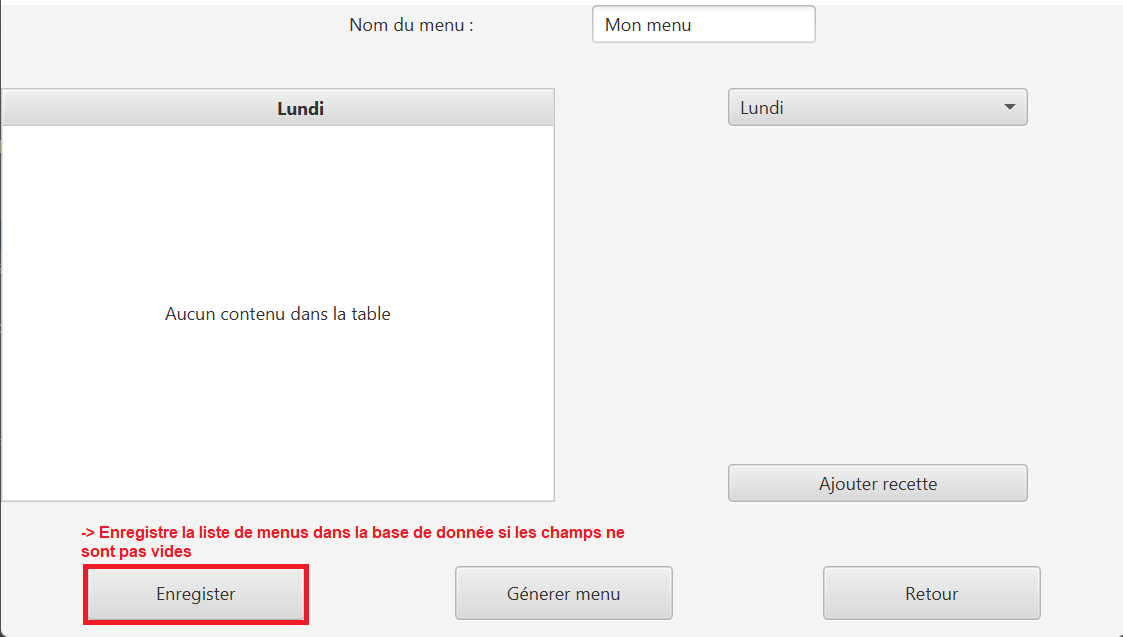 Nom du menu :
Mon menu
Lundi
Lundi
Aucun contenu dans la table
Ajouter recette
-> Enregistre la liste de menus dans la base de donnée si les champs ne
sont pas vides
Enregister
Génerer menu
Retour